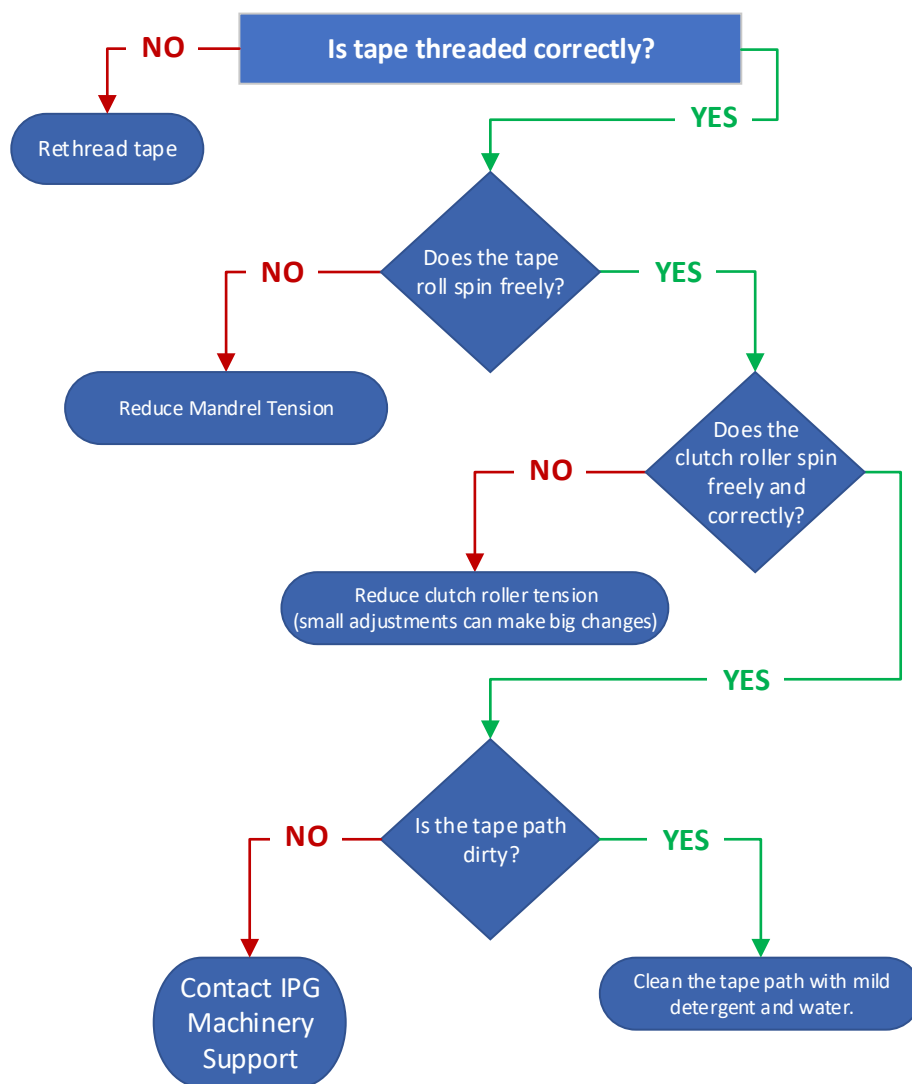 Is tape threaded correctly?
NO
YES
Rethread tape
Does the tape
roll spin freely?
NO
YES
Reduce Mandrel Tension
Does the
clutch roller spin
freely and
correctly?
NO
Reduce clutch roller tension
(small adjustments can make big changes)
YES
Is the tape path
dirty?
NO
YES
Contact IPG
Machinery
Support
Clean the tape path with mild
detergent and water.